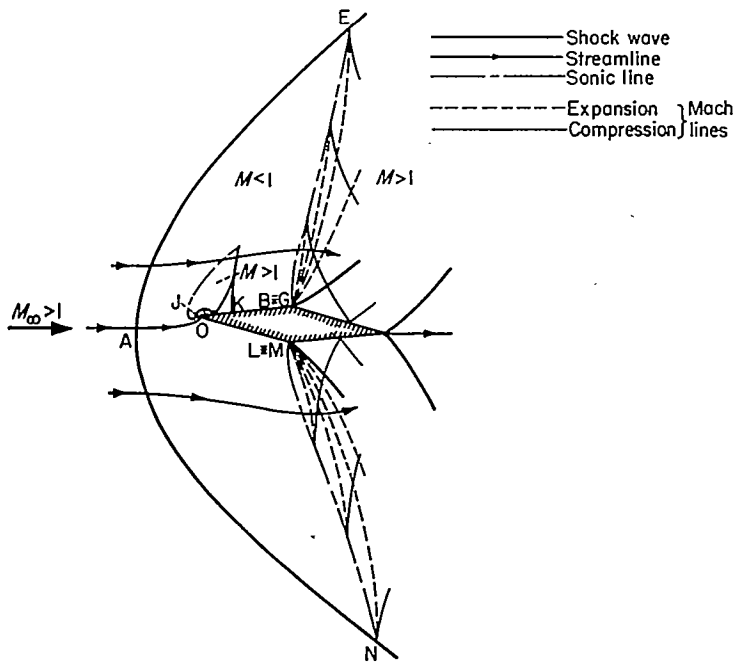 E
Shock wave
Streamline
Sonic line
Expansion
Compression
Mach
lines
M<1
M>1
M>1
M∞>1
J
K
B≡G
O
A
L≡M
N